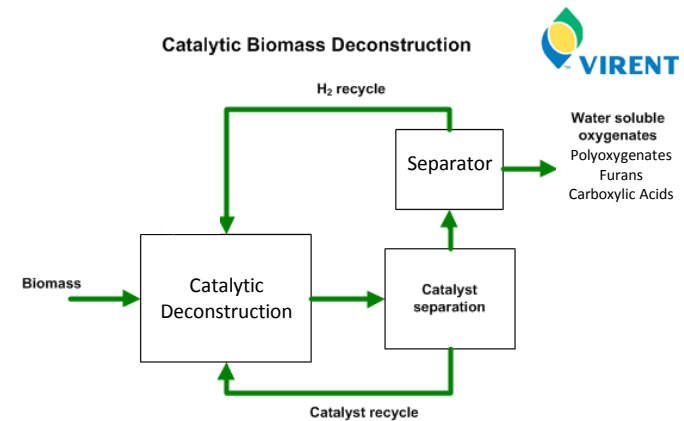 Catalytic Biomass Deconstruction
™
VIRENT
H₂ recycle
Water soluble
oxygenates
Polyoxygenates
Furans
Carboxylic Acids
Separator
Biomass
Catalytic
Deconstruction
Catalyst
separation
Catalyst recycle